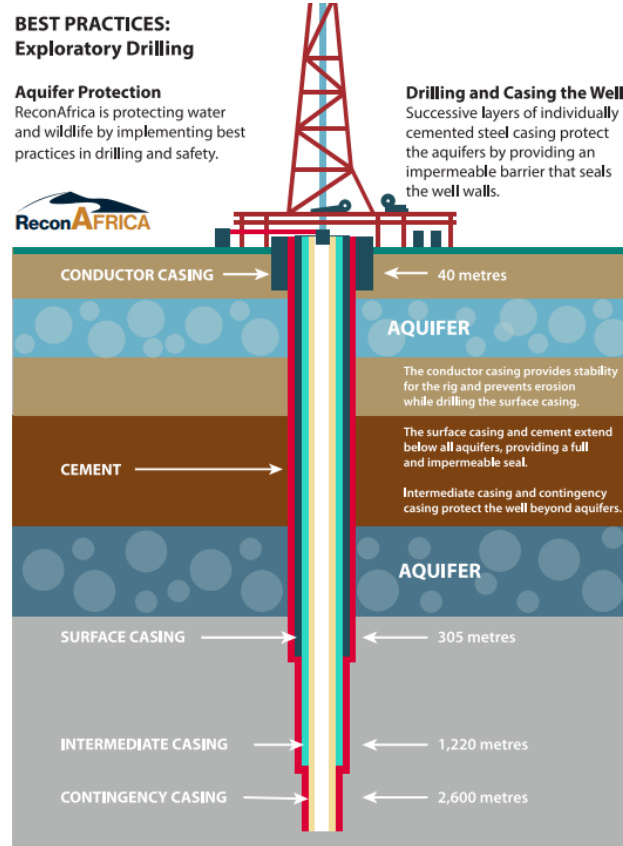 BEST PRACTICES:
Exploratory Drilling
Aquifer Protection
ReconAfrica is protecting water
and wildlife by implementing best
practices in drilling and safety.
ReconAFRICA
Drilling and Casing the Well
Successive layers of individually
cemented steel casing protect
the aquifers by providing an
impermeable barrier that seals
the well walls.
CONDUCTOR CASING
40 metres
AQUIFER
The conductor casing provides stability
for the rig and prevents erosion
while drilling the surface casing.
The surface casing and cement extend
below all aquifers, providing a full
and impermeable seal.
CEMENT
Intermediate casing and contingency
casing protect the well beyond aquifers.
AQUIFER
SURFACE CASING
305 metres
INTERMEDIATE CASING
1,220 metres
CONTINGENCY CASING
2,600 metres